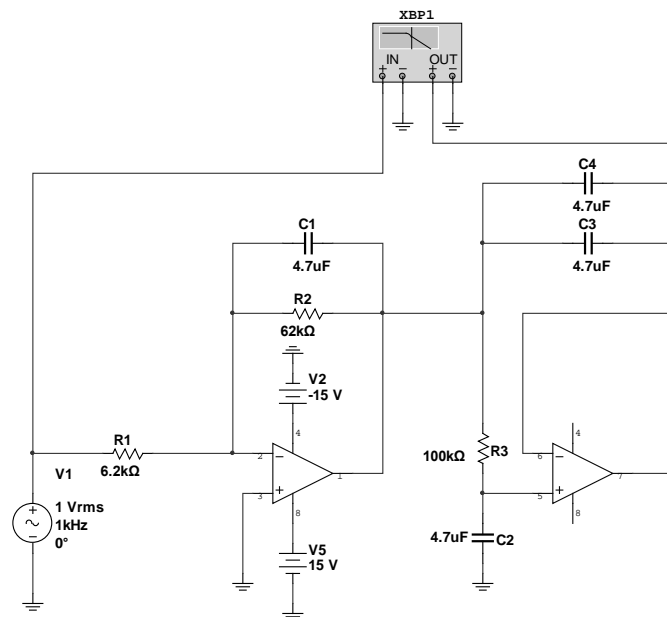 XBP1
IN OUT
C4
4.7uF
C3
4.7uF
C1
4.7uF
R2
62kΩ
V2
-15 V
4
R1
6.2kΩ
2
3
1
8
V5
15 V
V1
1 Vrms
1kHz
0°
R3
100kΩ
4
6
5
7
8
4.7uF
C2